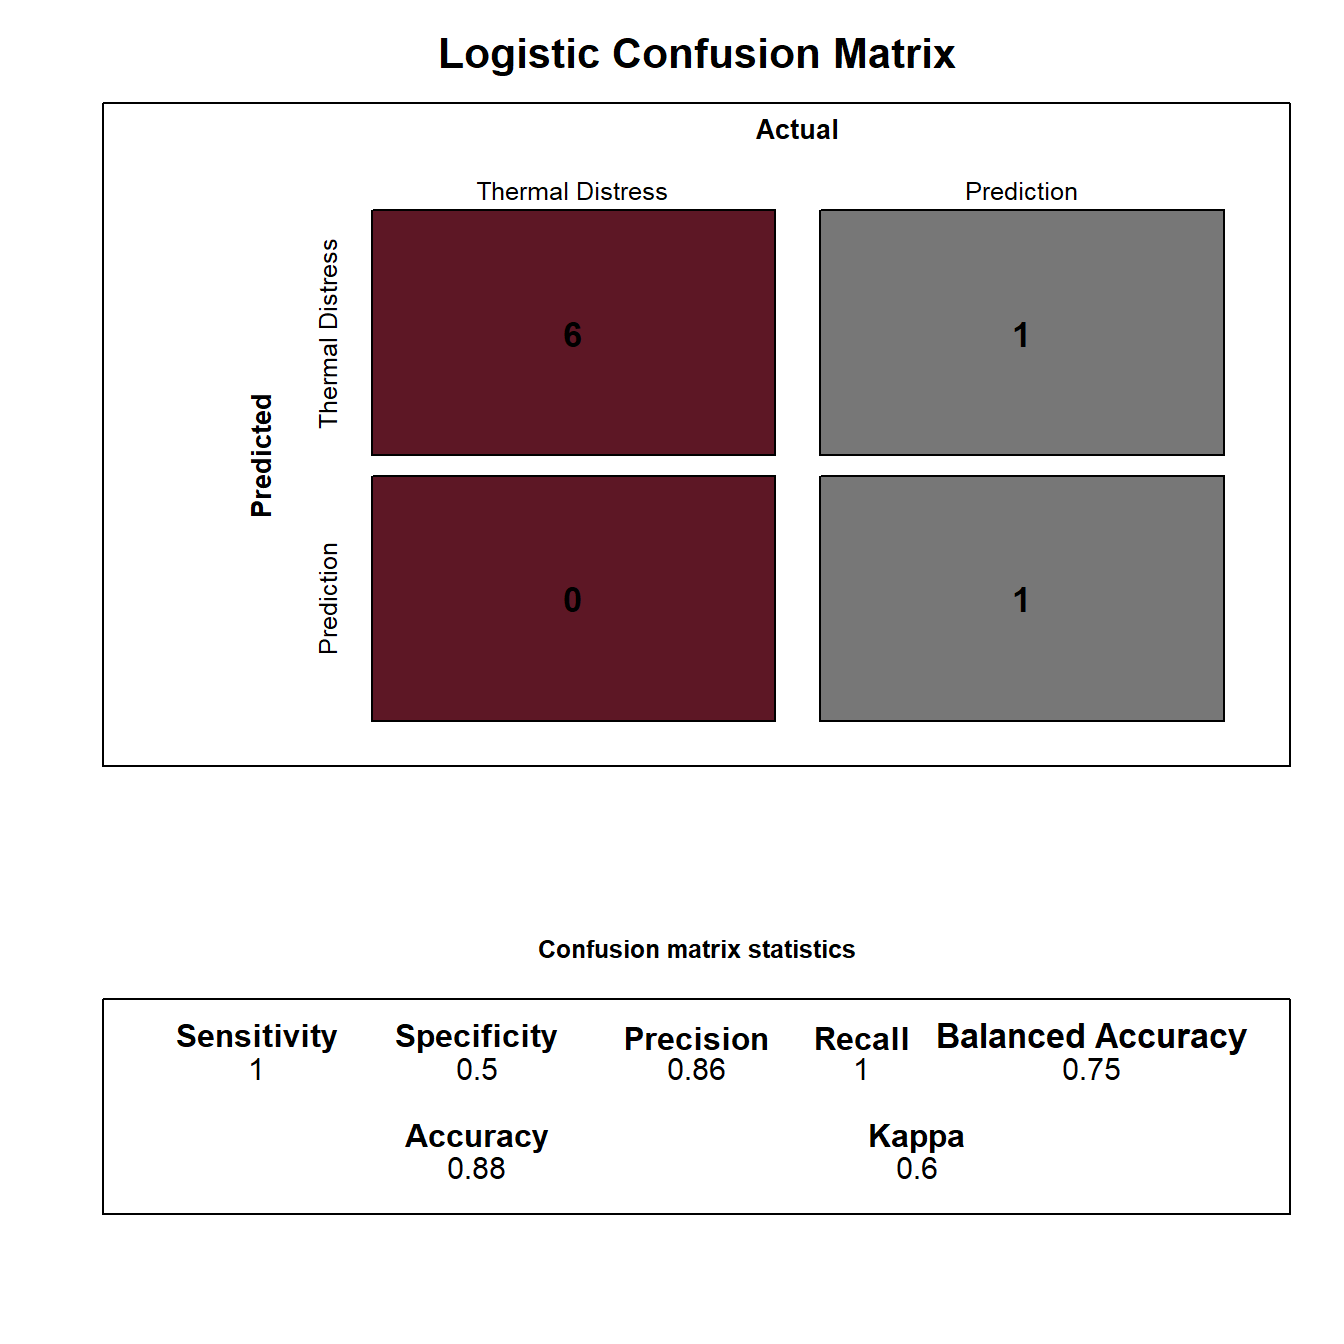 Logistic Confusion Matrix
Actual
Thermal Distress Prediction
Predicted
Thermal Distress
6 1
Prediction
0 1
Confusion matrix statistics
Sensitivity Specificity Precision Recall Balanced Accuracy
1 0.5 0.86 1 0.75
Accuracy Kappa
0.88 0.6